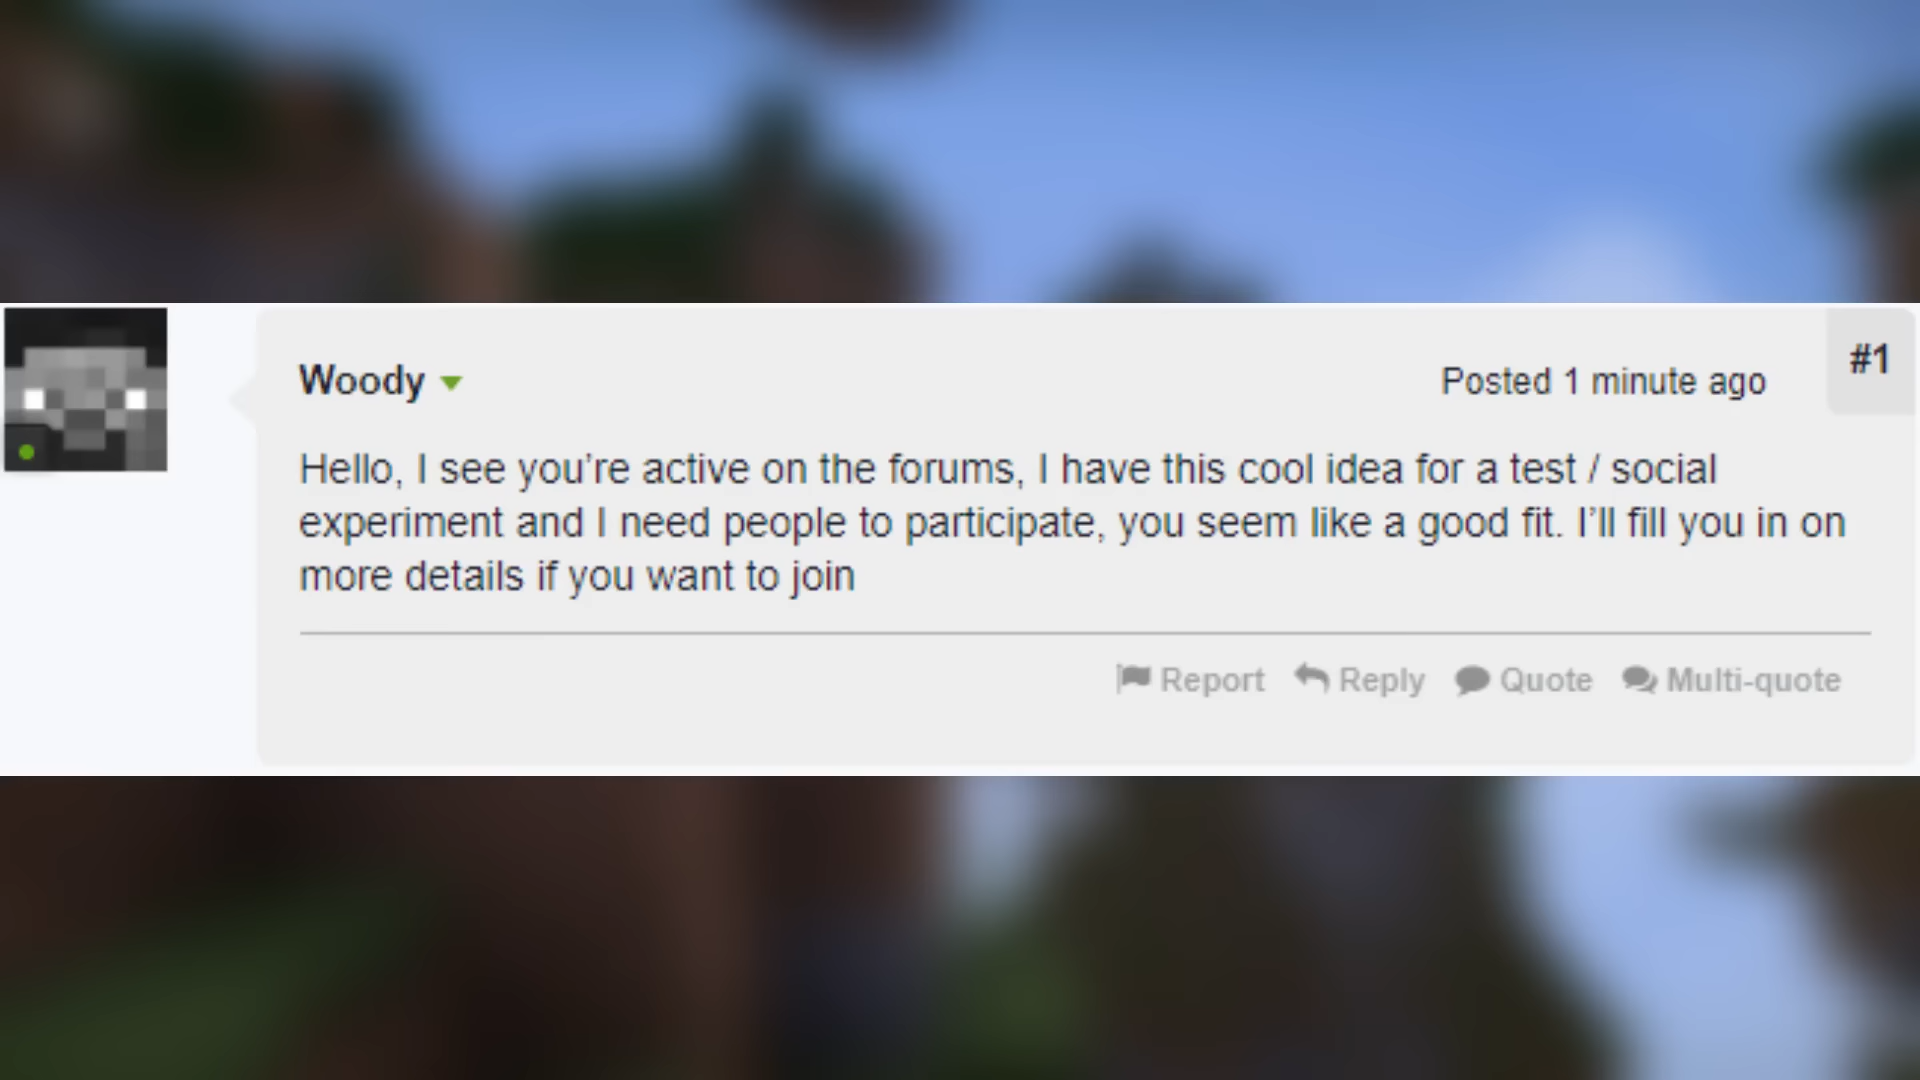 Woody
Posted 1 minute ago
#1
Hello, I see you’re active on the forums, I have this cool idea for a test / social
experiment and I need people to participate, you seem like a good fit. I’ll fill you in on
more details if you want to join
Report Reply Quote Multi-quote